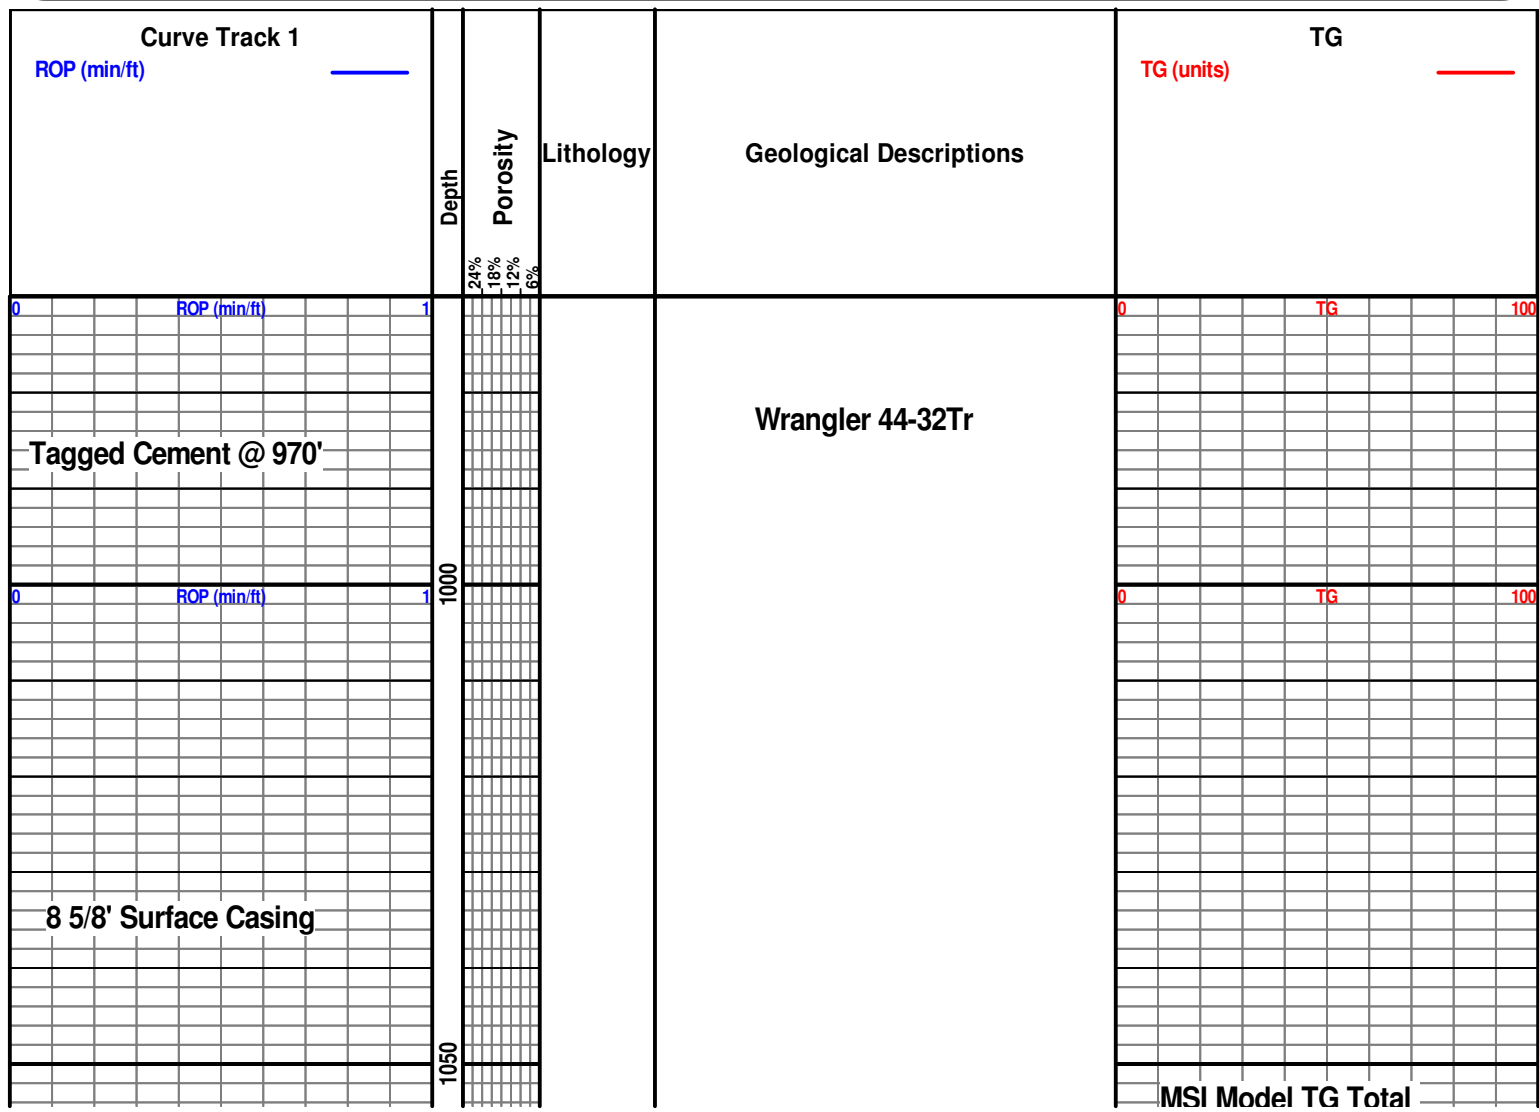 Curve Track 1
ROP (min/ft)
Depth
Porosity
24%
18%
12%
6%
Lithology
Geological Descriptions
TG
TG (units)
0 ROP (min/ft) 1
0 TG 100
Wrangler 44-32Tr
Tagged Cement @ 970'
1000
0 ROP (min/ft) 1
0 TG 100
8 5/8' Surface Casing
1050
MSI Model TG Total